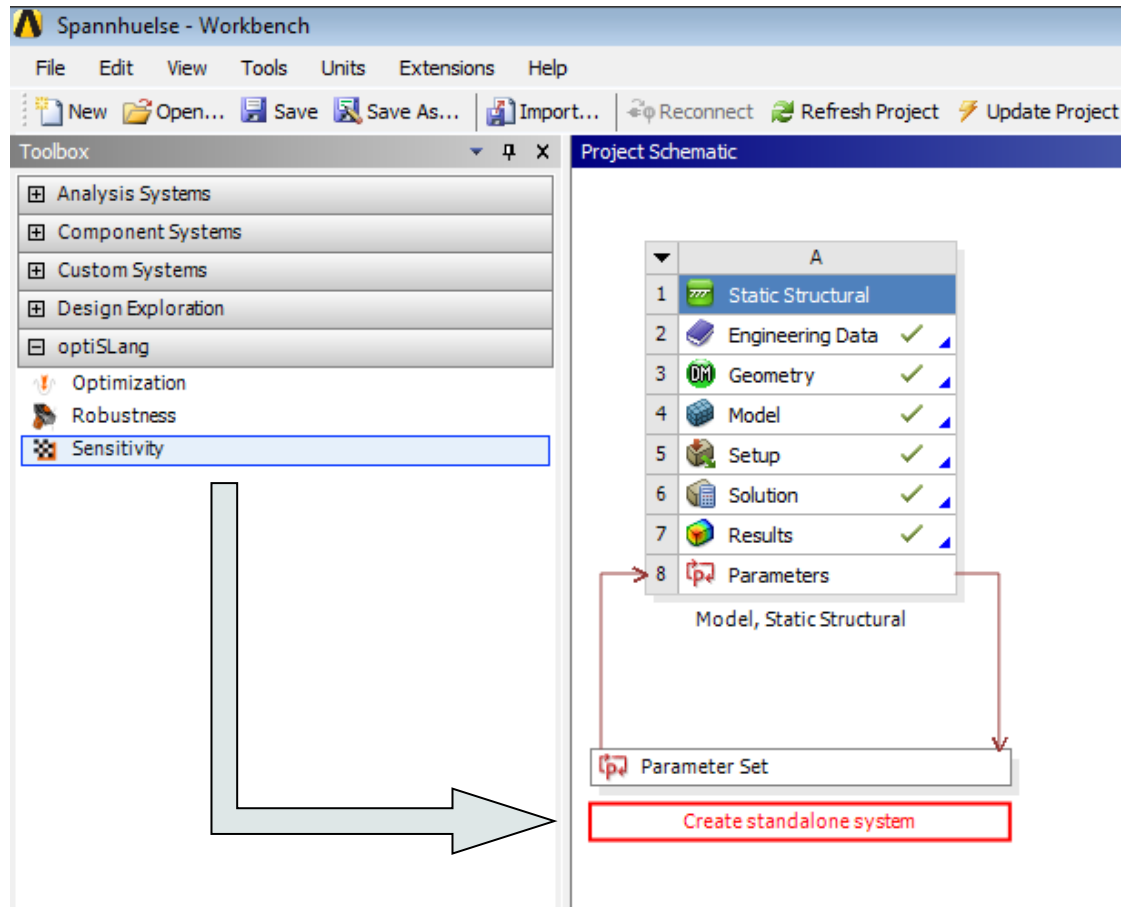 Spannhuelse - Workbench
File Edit View Tools Units Extensions Help
New Open... Save Save As... Import... Reconnect Refresh Project Update Project
Toolbox
Project Schematic
Analysis Systems
Component Systems
Custom Systems
Design Exploration
optiSLang
Optimization
Robustness
Sensitivity
A
1 Static Structural
2 Engineering Data
3 DM Geometry
4 Model
5 Setup
6 Solution
7 Results
8 Parameters
Model, Static Structural
Parameter Set
Create standalone system